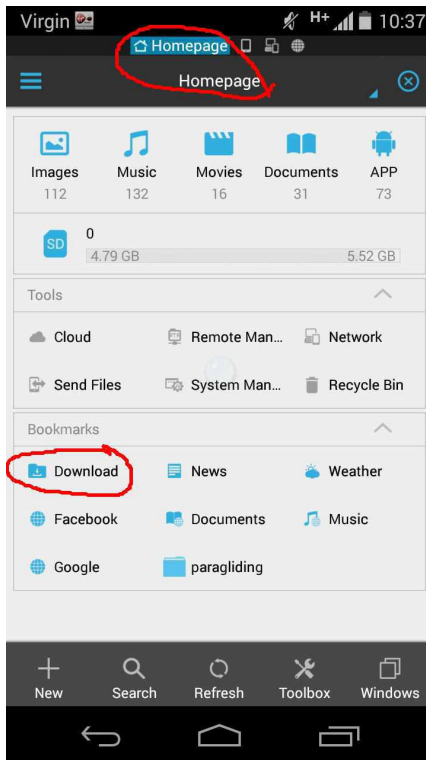 Virgin H+ 10:37
Homepage
Homepage
Images Music Movies Documents APP
112 132 16 31 73
SD 0
4.79 GB 5.52 GB
Tools
Cloud Remote Man... Network
Send Files System Man... Recycle Bin
Bookmarks
Download News Weather
Facebook Documents Music
Google paragliding
New Search Refresh Toolbox Windows